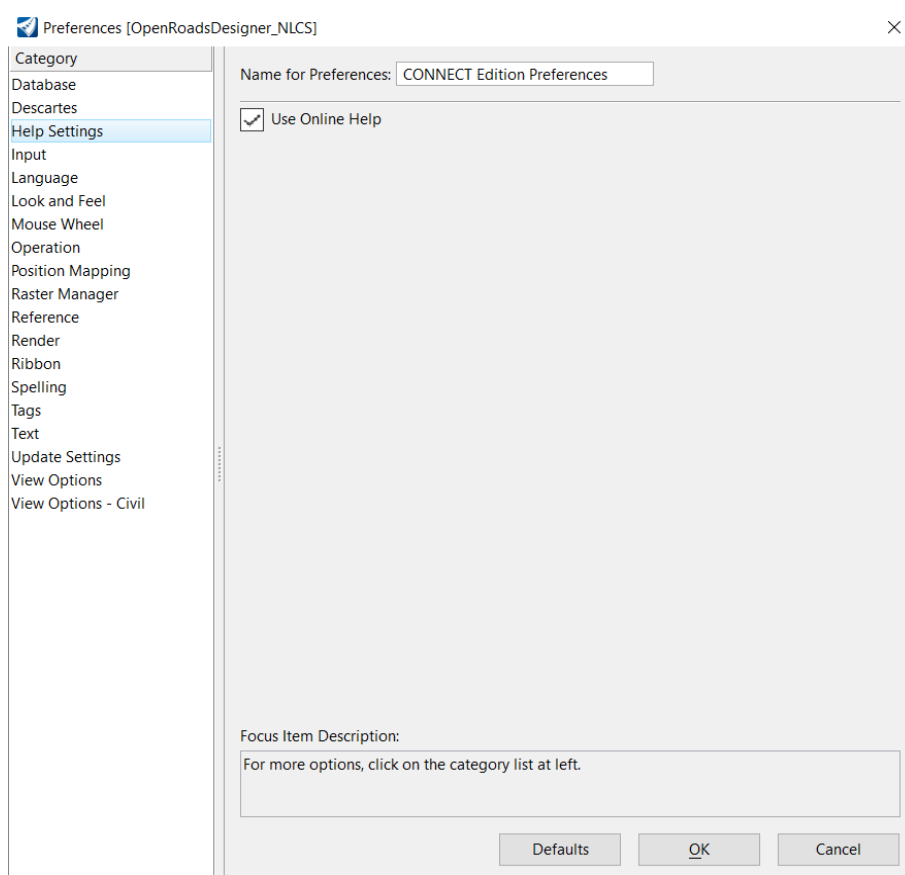 Preferences [OpenRoadsDesigner_NLCS]
Category
Database
Descartes
Help Settings
Input
Language
Look and Feel
Mouse Wheel
Operation
Position Mapping
Raster Manager
Reference
Render
Ribbon
Spelling
Tags
Text
Update Settings
View Options
View Options - Civil
Name for Preferences: CONNECT Edition Preferences
Use Online Help
Focus Item Description:
For more options, click on the category list at left.
Defaults OK Cancel